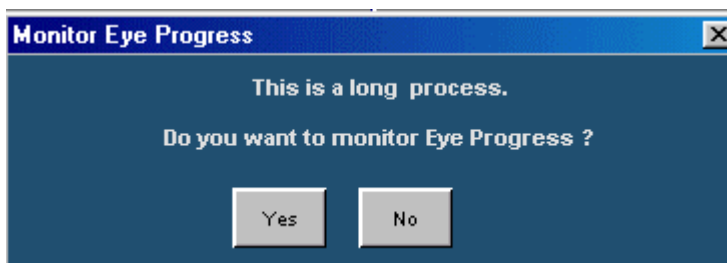 Monitor Eye Progress
This is a long  process.
Do you want to monitor Eye Progress ?
Yes No